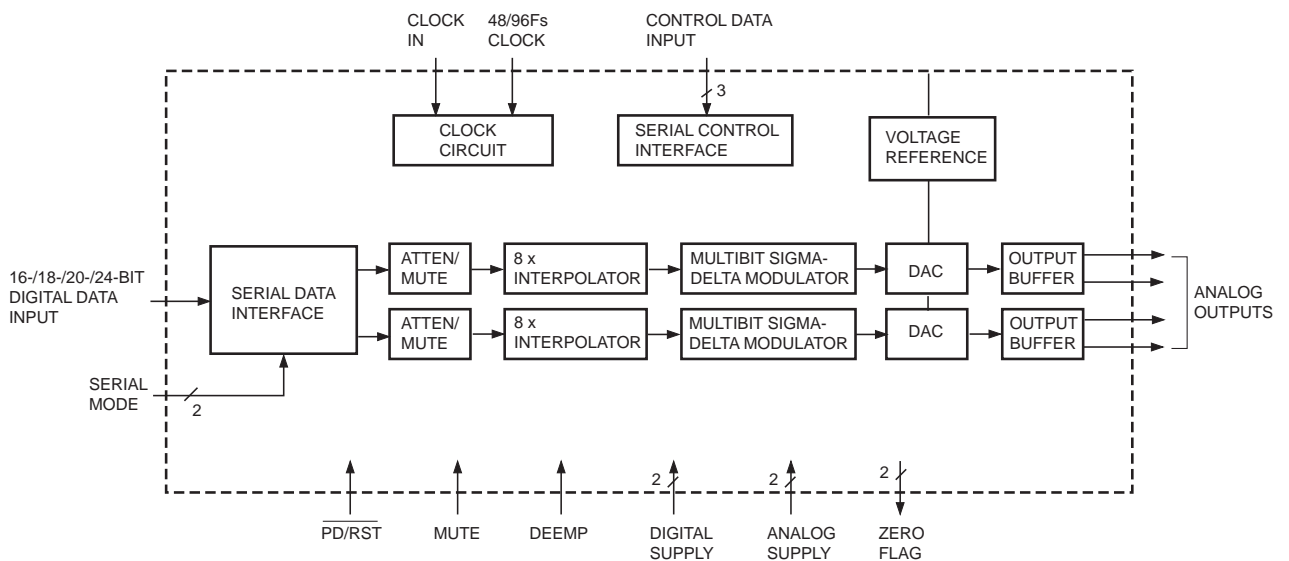 CLOCK
IN
48/96Fs
CLOCK
CONTROL DATA
INPUT
3
CLOCK
CIRCUIT
SERIAL CONTROL
INTERFACE
VOLTAGE
REFERENCE
16-/18-/20-/24-BIT
DIGITAL DATA
INPUT
SERIAL DATA
INTERFACE
ATTEN/
MUTE
8 x
INTERPOLATOR
MULTIBIT SIGMA-
DELTA MODULATOR
DAC
OUTPUT
BUFFER
ATTEN/
MUTE
8 x
INTERPOLATOR
MULTIBIT SIGMA-
DELTA MODULATOR
DAC
OUTPUT
BUFFER
ANALOG
OUTPUTS
SERIAL
MODE
2
2
2
2
PD/RST
MUTE
DEEMP
DIGITAL
SUPPLY
ANALOG
SUPPLY
ZERO
FLAG